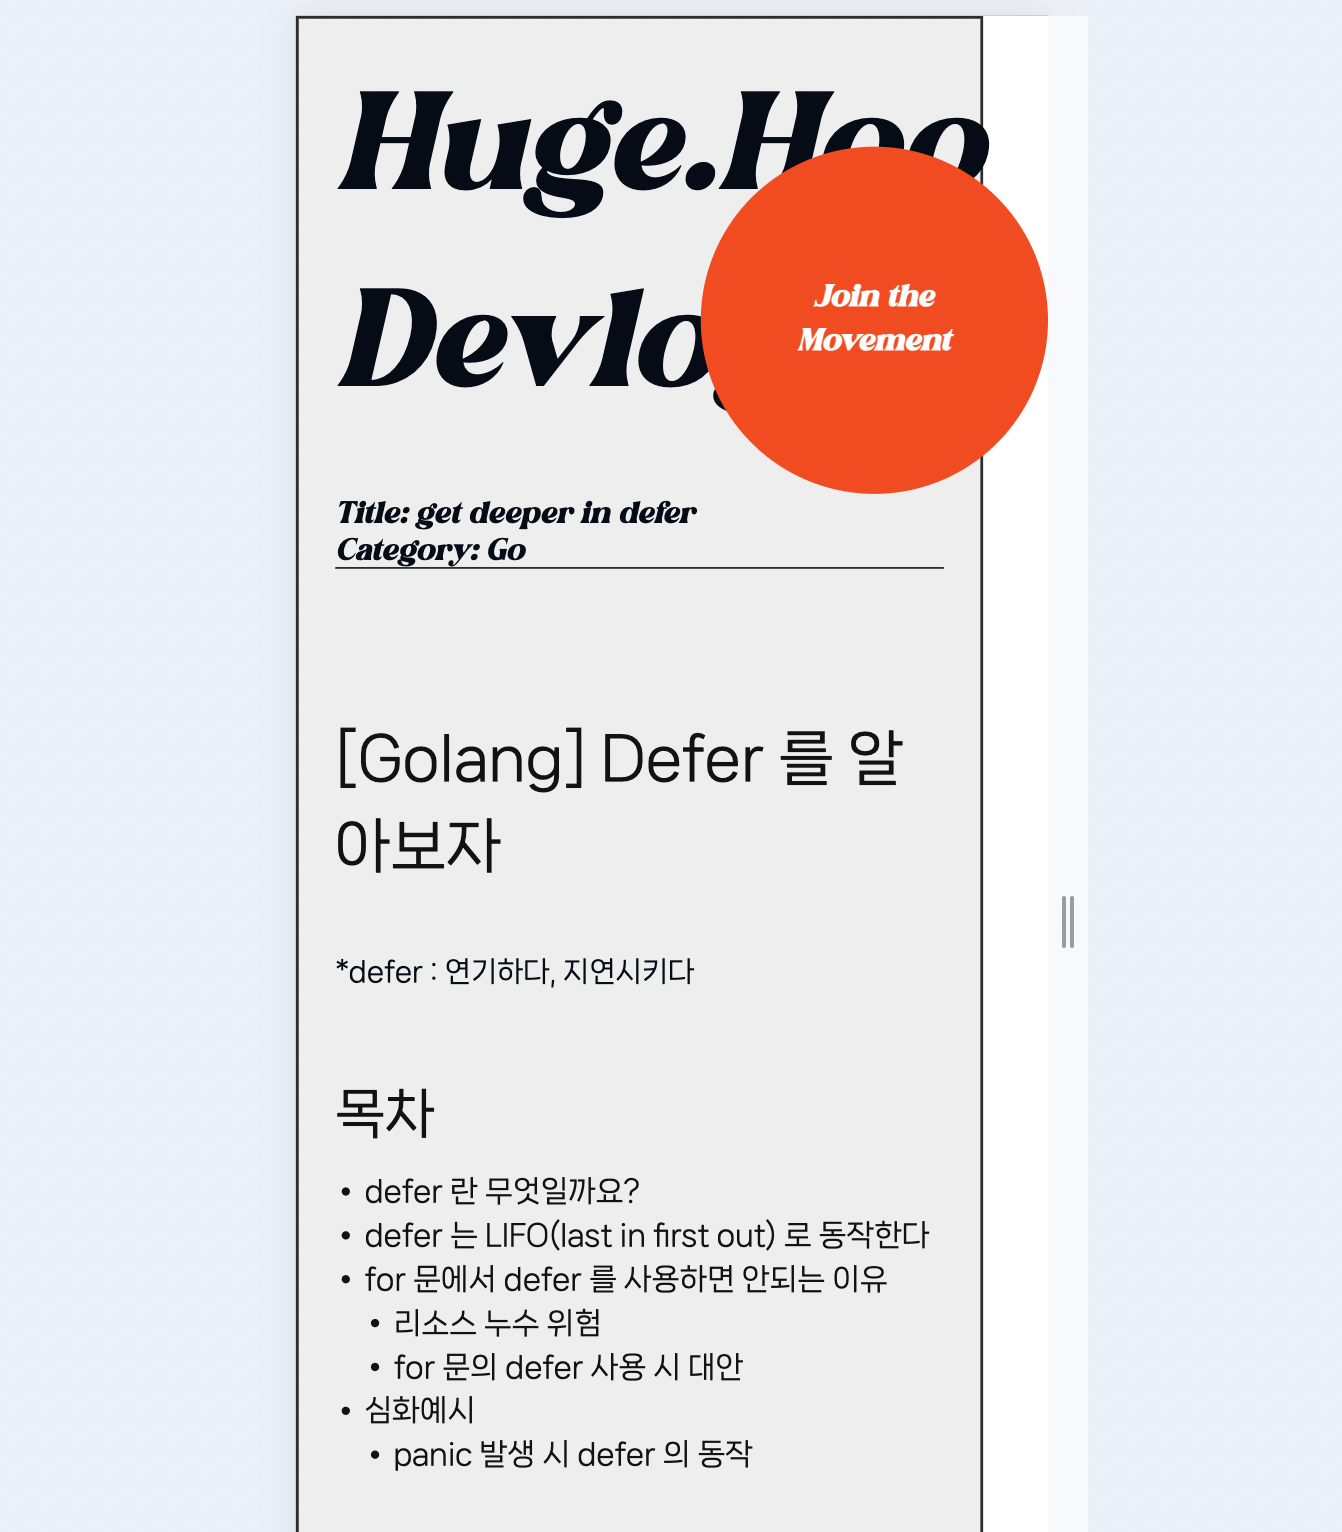 Huge.Hoo
Devlo
Join the
Movement
Title: get deeper in defer
Category: Go
[Golang] Defer 를 알
아보자
*defer : 연기하다, 지연시키다
목차
• defer 란 무엇일까요?
• defer 는 LIFO(last in first out) 로 동작한다
• for 문에서 defer 를 사용하면 안되는 이유
• 리소스 누수 위험
• for 문의 defer 사용 시 대안
• 심화예시
• panic 발생 시 defer 의 동작